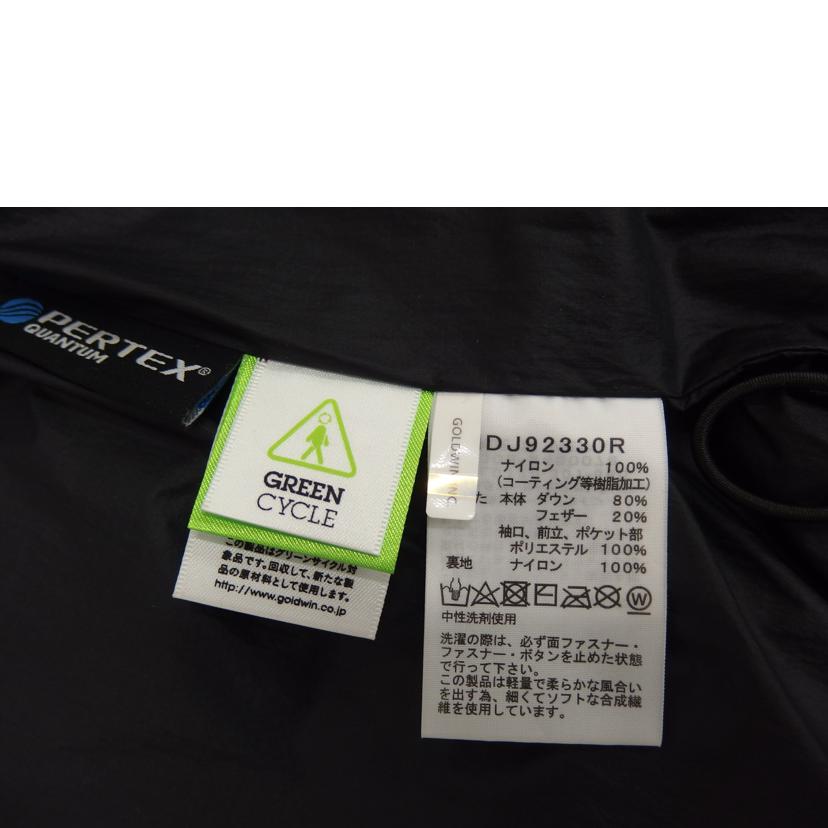 PERTEX®
QUANTUM
GREEN
CYCLE
この製品はグリーンサイクル対
象品です。回収して、新たな製
品の原材料として使用します。
http://www.goldwin.co.jp
GOLDWIN INC.
DJ92330R
ナイロン 100%
(コーティング等樹脂加工)
た 本体 ダウン 80%
フェザー 20%
袖口、前立、ポケット部
ポリエステル 100%
裏地 ナイロン 100%
W
中性洗剤使用
洗濯の際は、必ず面ファスナー・
ファスナー・ボタンを止めた状態
で行って下さい。
この製品は軽量で柔らかな風合い
を出す為、細くてソフトな合成繊
維を使用しています。